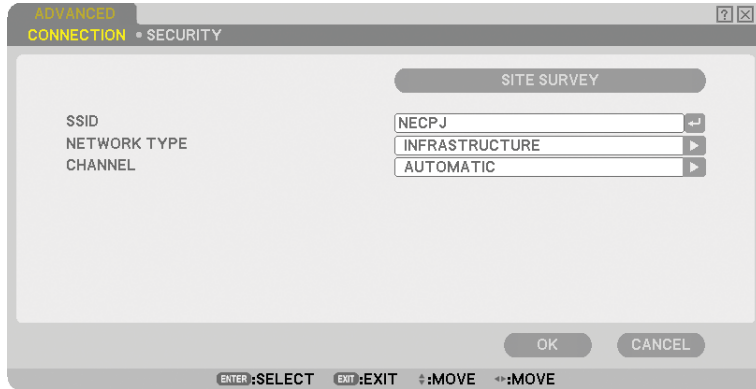 ADVANCED
?
CONNECTION • SECURITY
SITE SURVEY
SSID NECPJ
NETWORK TYPE INFRASTRUCTURE
CHANNEL AUTOMATIC
OK CANCEL
ENTER :SELECT EXIT :EXIT :MOVE :MOVE